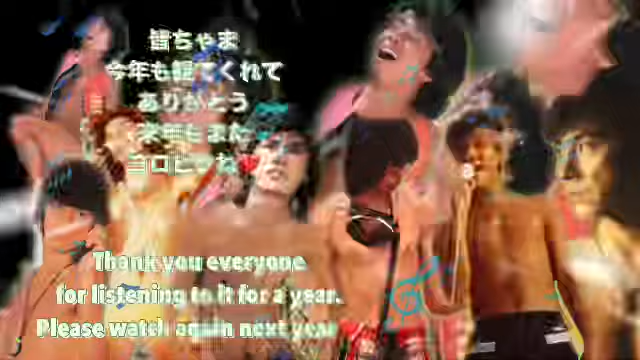 皆ちゃま
今年も観てくれて
ありがとう
来年もまた
ヨロピクね
Thank you everyone
for listening to it for a year.
Please watch again next year